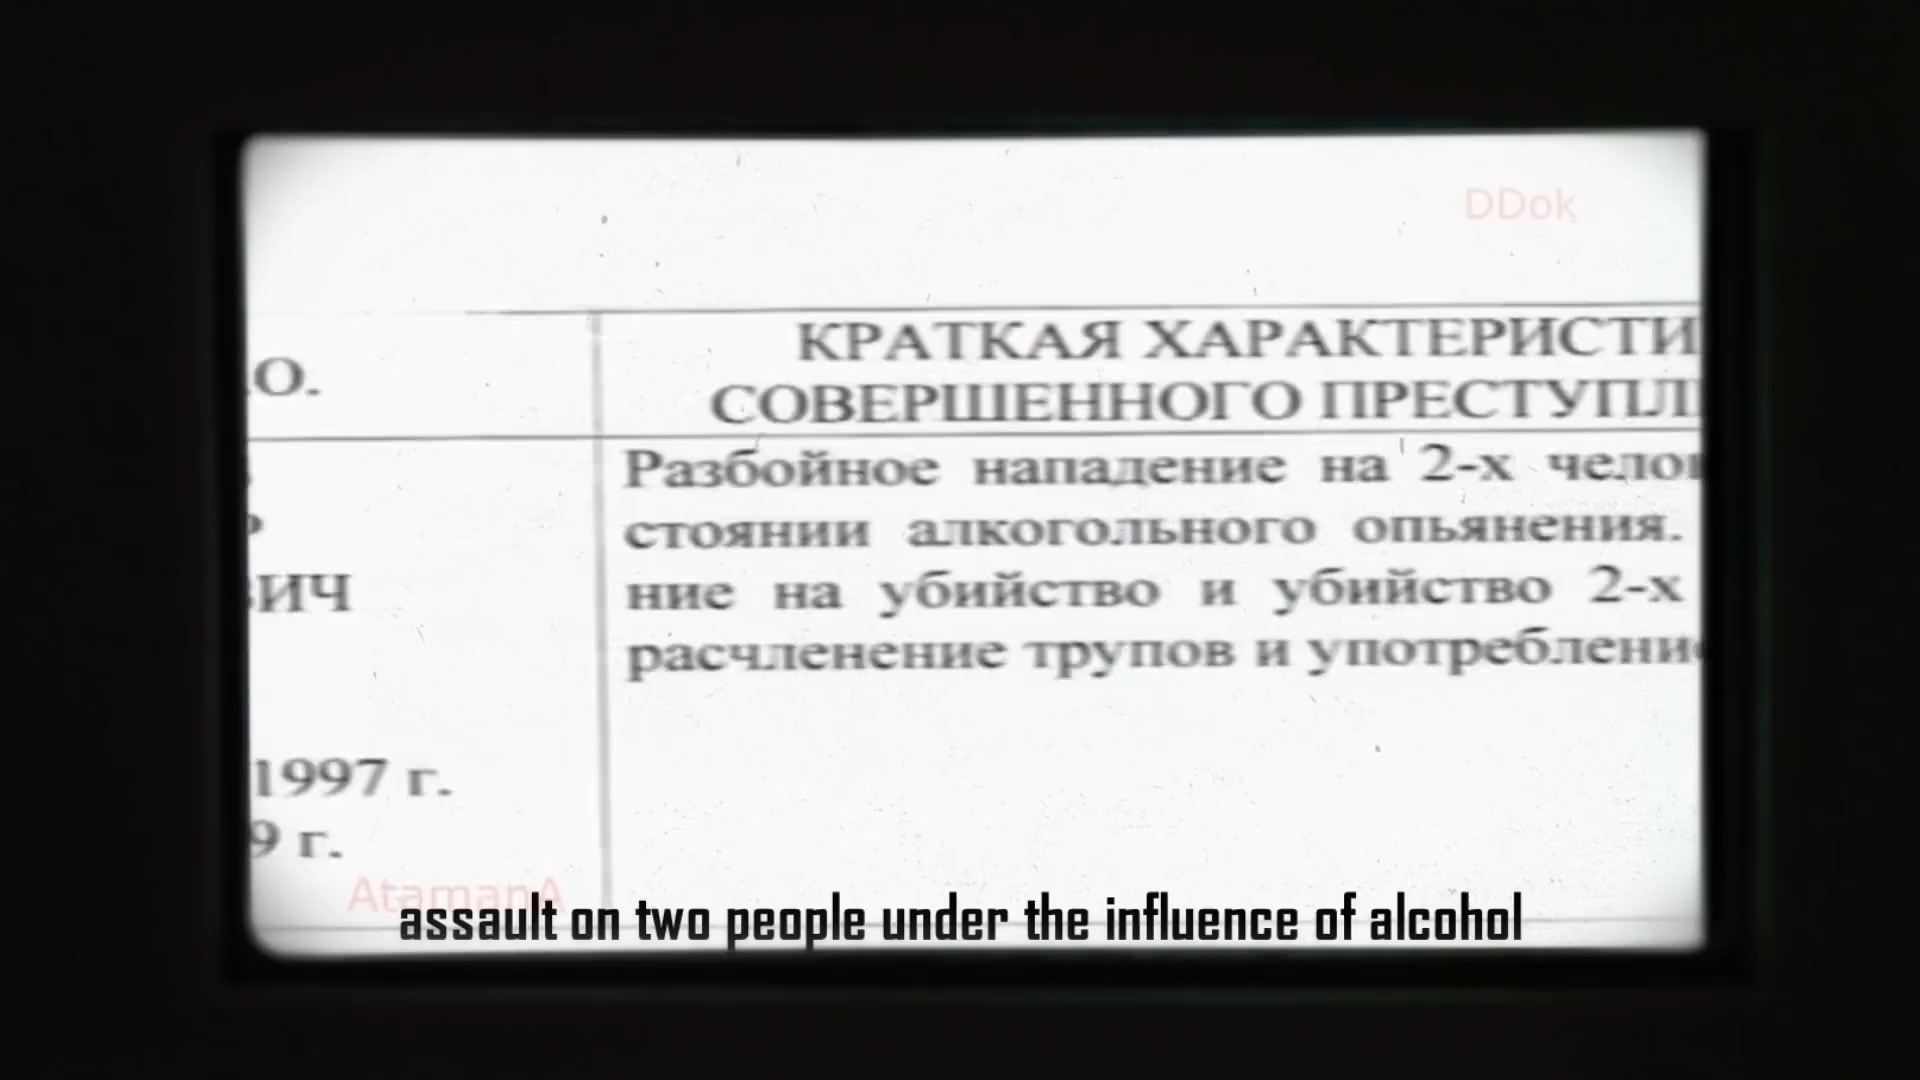 DDok
КРАТКАЯ ХАРАКТЕРИСТИ
.О.
СОВЕРШЕННОГО ПРЕСТУПЛ
Разбойное нападение на 2-х чело
стоянии алкогольного опьянения.
ние на убийство и убийство 2-х
ВИЧ
расчленение трупов и употреблени
1997 г.
9 г.
AtamanA
assault on two people under the influence of alcohol